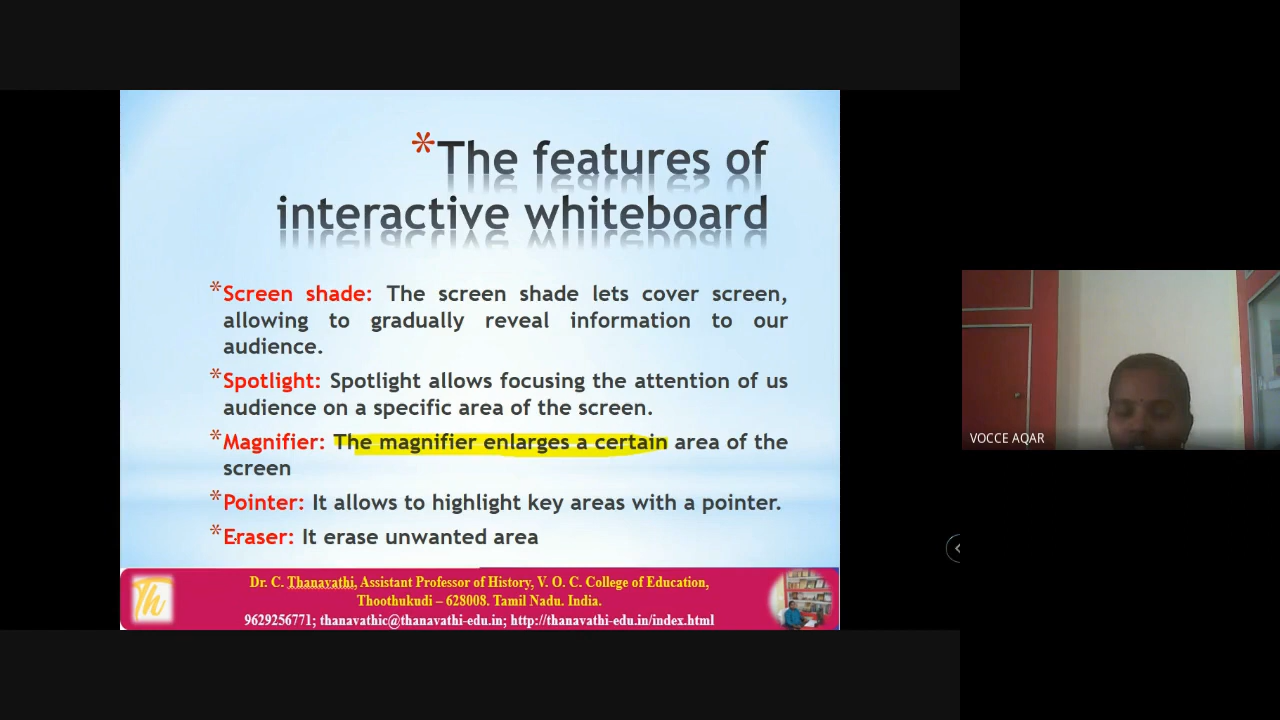 *The features of
interactive whiteboard
*Screen shade: The screen shade lets cover screen,
allowing to gradually reveal information to our
audience.
*Spotlight: Spotlight allows focusing the attention of us
audience on a specific area of the screen.
*Magnifier: The magnifier enlarges a certain area of the
screen
*Pointer: It allows to highlight key areas with a pointer.
*Eraser: It erase unwanted area
Th
Dr. C. Thanavathi, Assistant Professor of History, V. O. C. College of Education,
Thoothukudi – 628008. Tamil Nadu. India.
9629256771; thanavathic@thanavathi-edu.in; http://thanavathi-edu.in/index.html
VOCCE AQAR